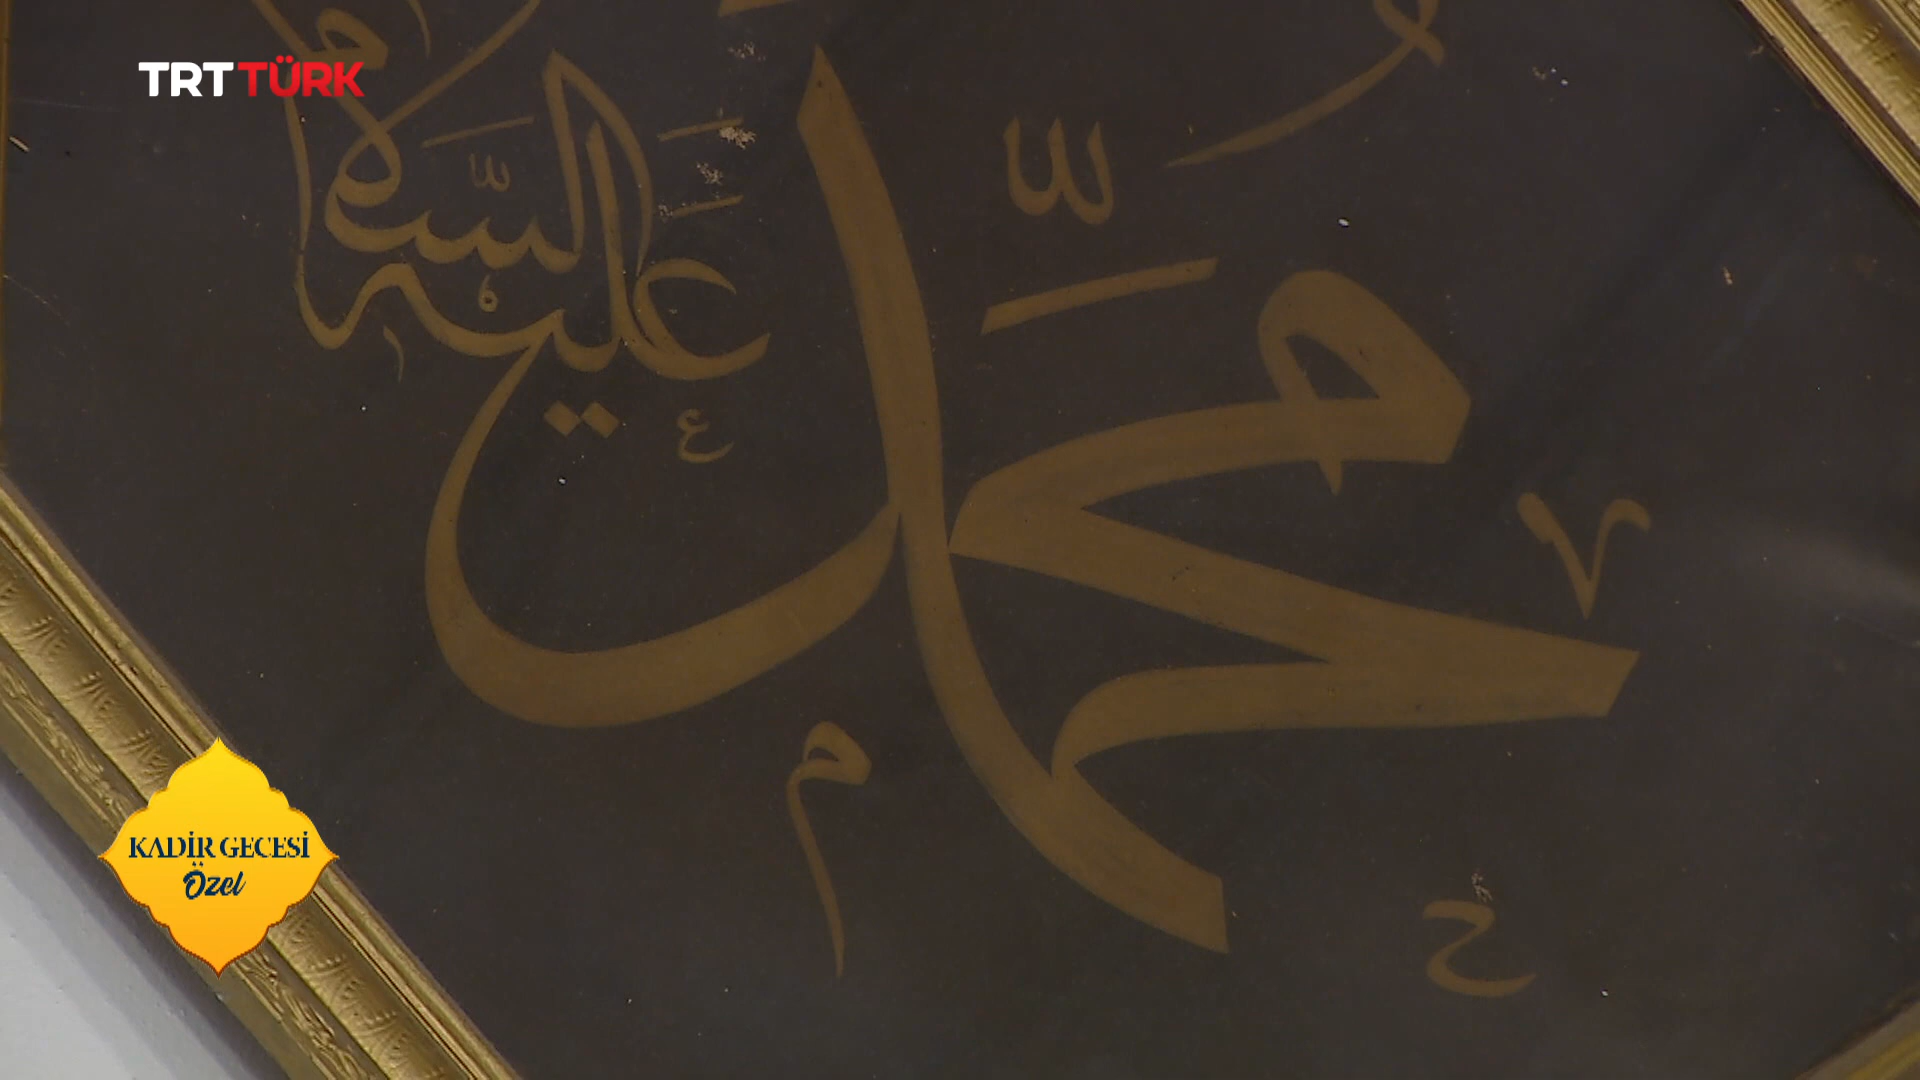 TRT TÜRK
عليه السلام
محمد
KADİR GECESİ
Özel